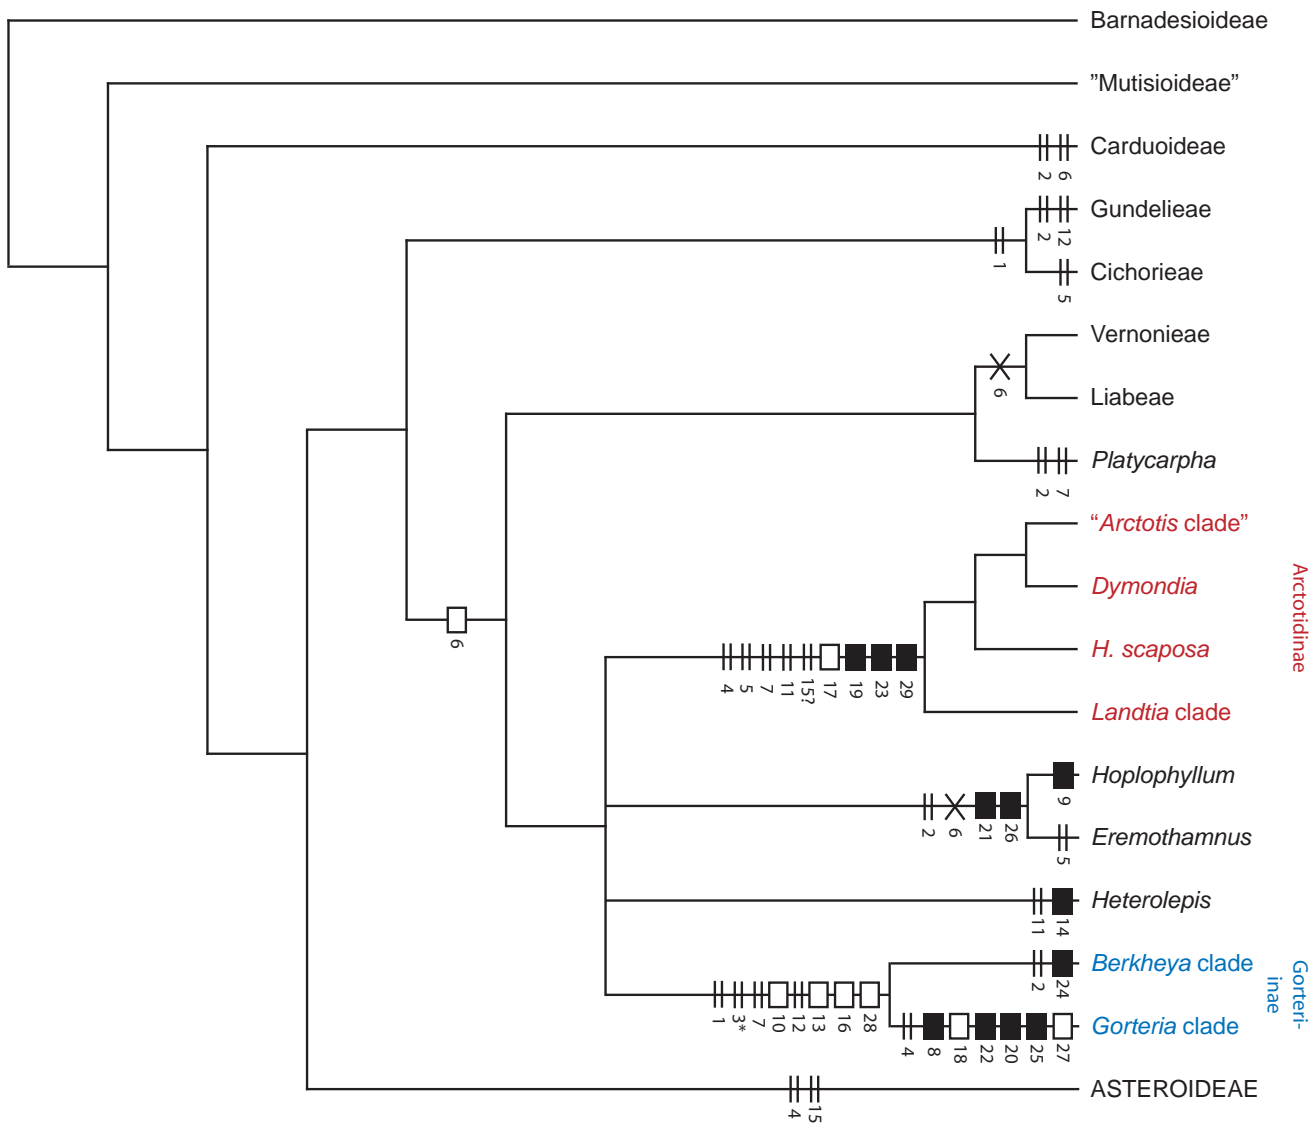 Barnadesioideae
”Mutisioideae”
Carduoideae
2 6
Gundelieae
2 12
1
Cichorieae
5
Vernonieae
6
Liabeae
Platycarpha
2 7
“Arctotis clade”
Dymondia
H. scaposa
Landtia clade
Arctotidinae
6
4 5 7 11 15? 17 19 23 29
Hoplophyllum
9
2 6 21 26
Eremothamnus
5
Heterolepis
11 14
Berkheya clade
2 24
Gorteri-
inae
1 3* 7 10 12 13 16 28
Gorteria clade
4 8 18 22 20 25 27
ASTEROIDEAE
4 15